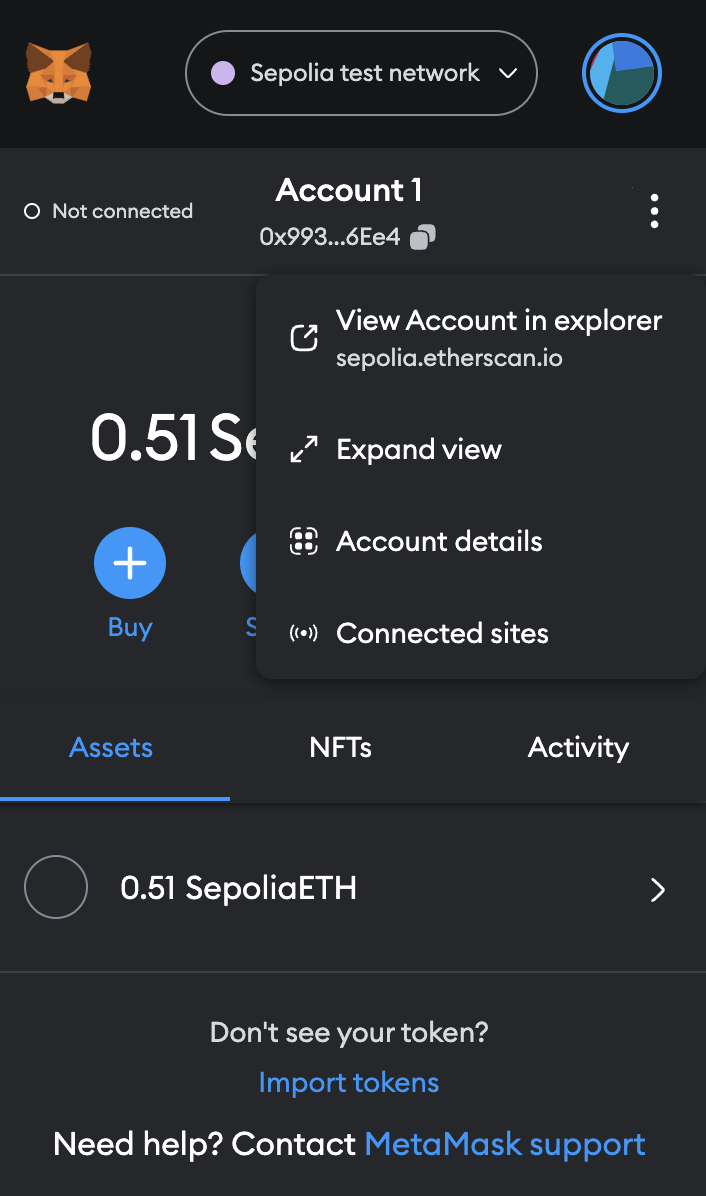 Sepolia test network
Account 1
Not connected
0x993...6Ee4
View Account in explorer
sepolia.etherscan.io
0.51 Se
Expand view
Account details
Buy
S
Connected sites
Assets
NFTs
Activity
0.51 SepoliaETH
Don't see your token?
Import tokens
Need help? Contact MetaMask support